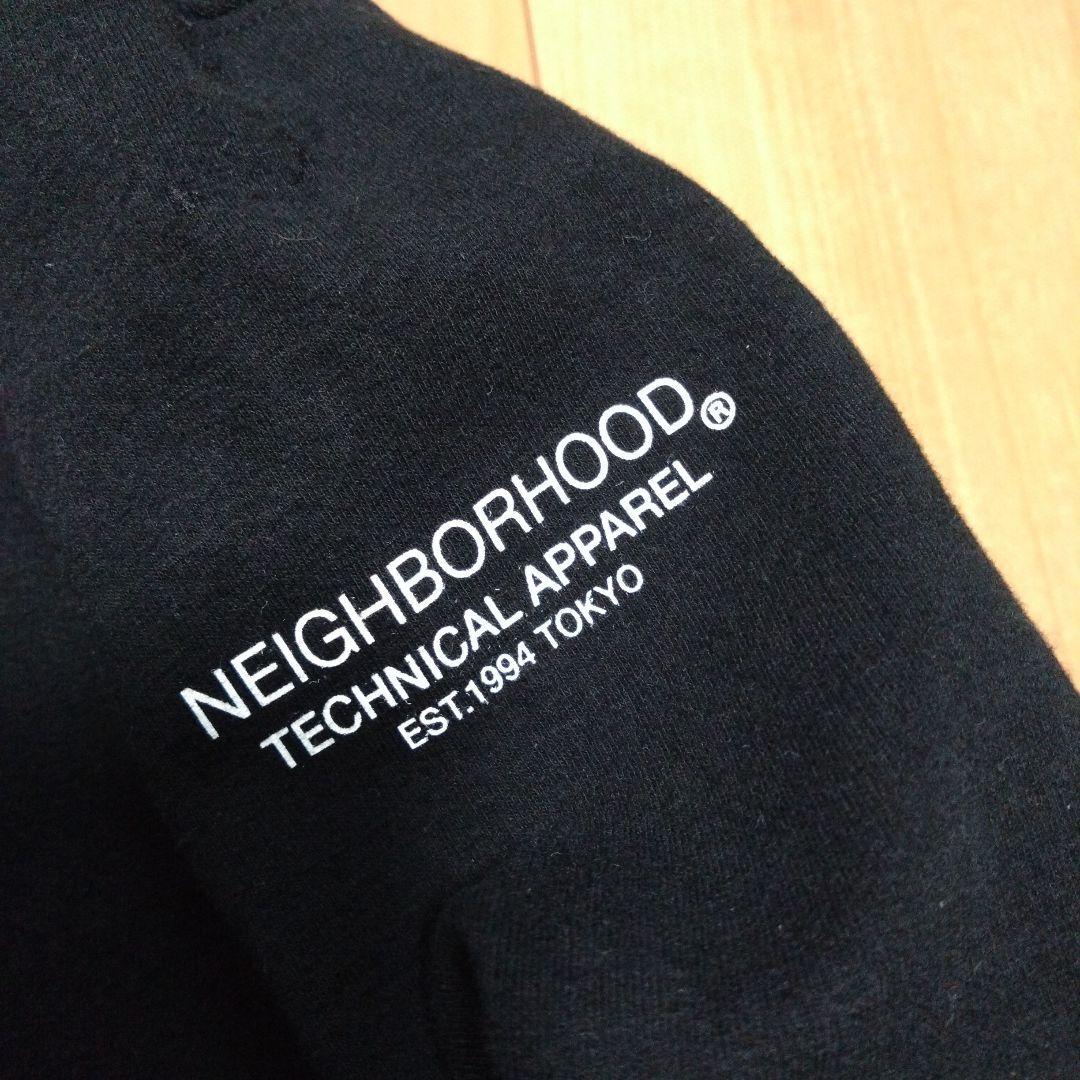 NEIGHBORHOOD®
TECHNICAL APPAREL
EST.1994 TOKYO